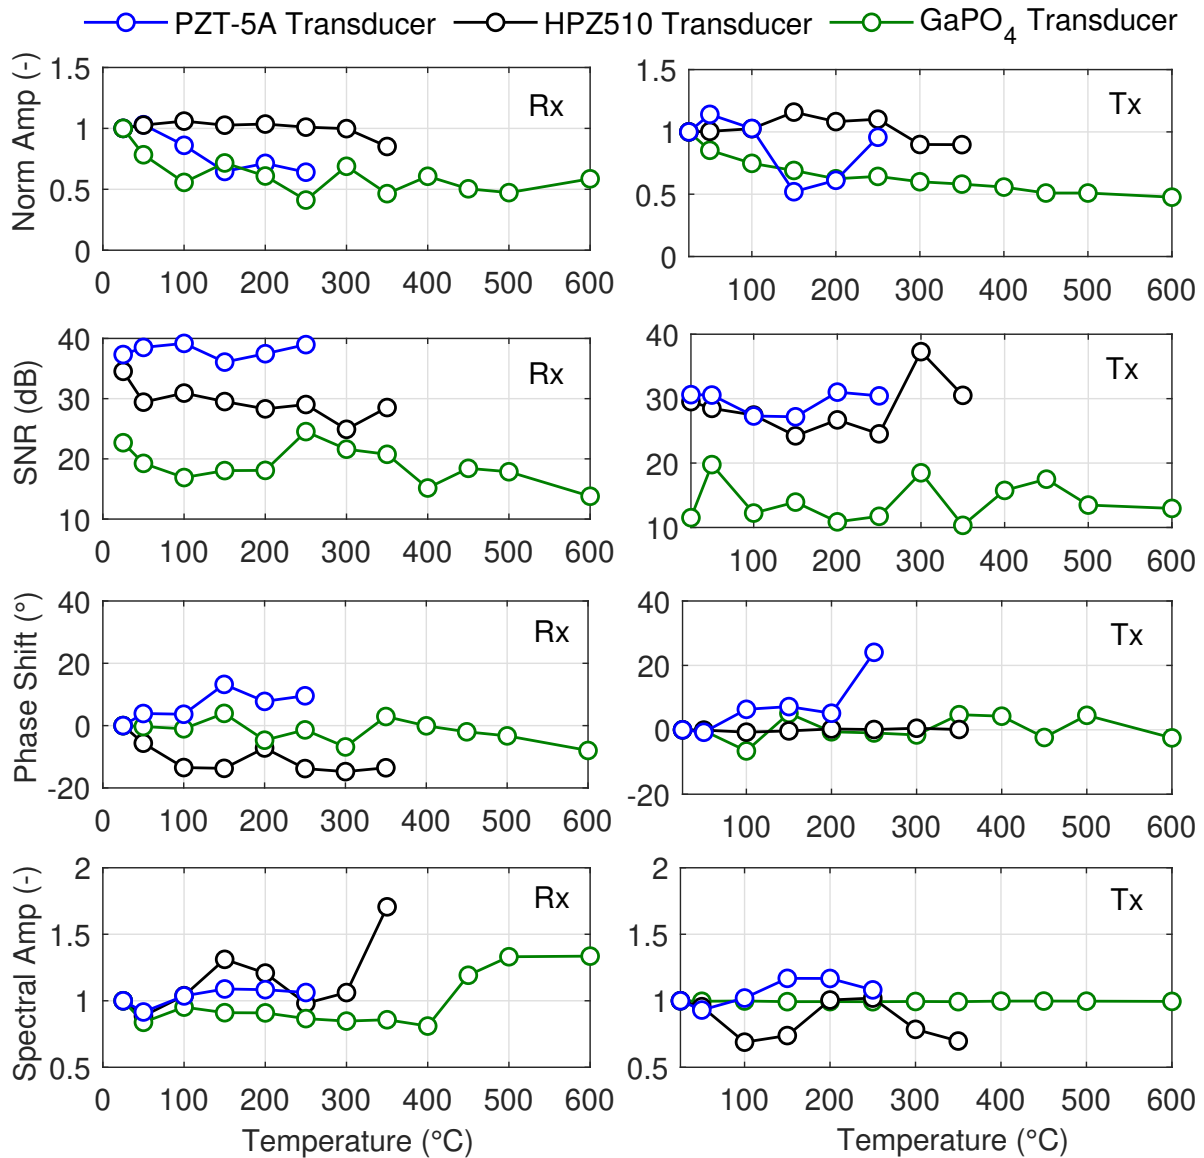 PZT-5A Transducer HPZ510 Transducer GaPO4 Transducer
Norm Amp (-)
1.5
1
0.5
0
Rx
0 100 200 300 400 500 600
1.5
1
0.5
0
Tx
100 200 300 400 500 600
SNR (dB)
40
30
20
10
Rx
0 100 200 300 400 500 600
40
30
20
10
Tx
100 200 300 400 500 600
Phase Shift (°)
40
20
0
-20
Rx
0 100 200 300 400 500 600
40
20
0
-20
Tx
100 200 300 400 500 600
Spectral Amp (-)
2
1.5
1
0.5
Rx
0 100 200 300 400 500 600
Temperature (°C)
2
1.5
1
0.5
Tx
100 200 300 400 500 600
Temperature (°C)